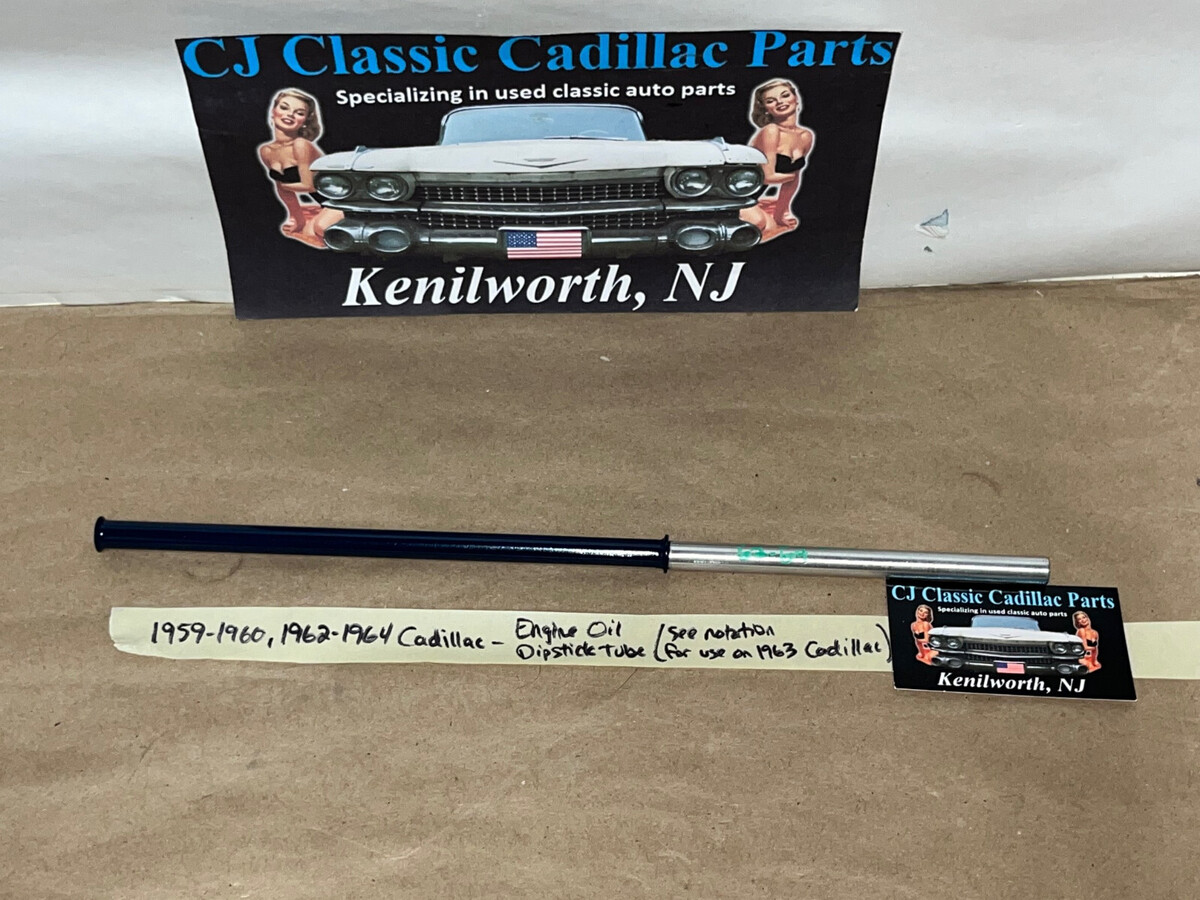 CJ Classic Cadillac Parts
Specializing in used classic auto parts
Kenilworth, NJ
1959-1960, 1962-1964 Cadillac - Engine Oil Dipstick Tube (see notation for use on 1963 Cadillac)
CJ Classic Cadillac Parts
Specializing in used classic auto parts
Kenilworth, NJ